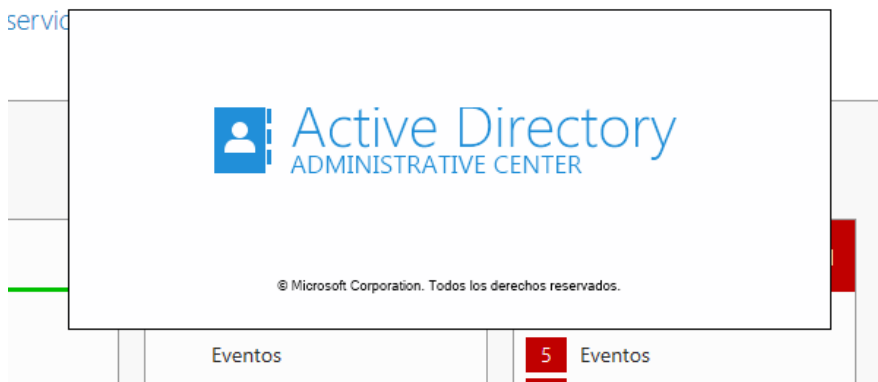 servic
Active Directory
ADMINISTRATIVE CENTER
© Microsoft Corporation. Todos los derechos reservados.
Eventos
5 Eventos